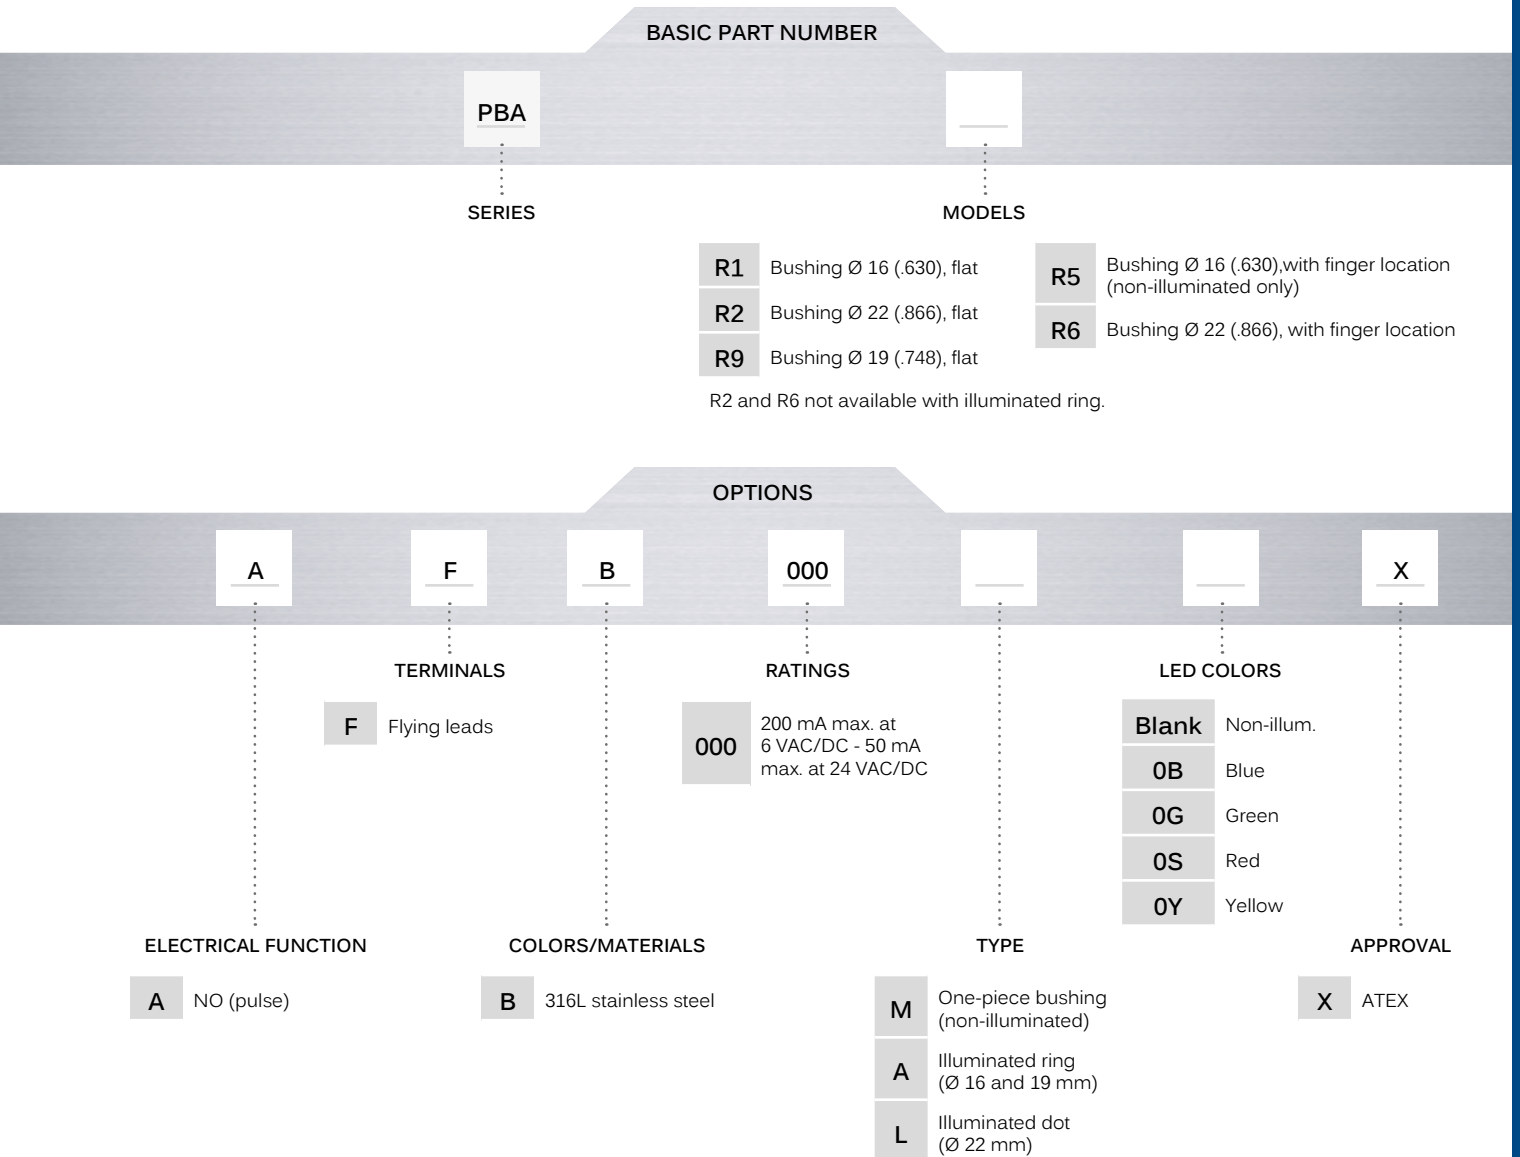 BASIC PART NUMBER
PBA
SERIES
MODELS
R1 Bushing Ø 16 (.630), flat
R2 Bushing Ø 22 (.866), flat
R9 Bushing Ø 19 (.748), flat
R5 Bushing Ø 16 (.630),with finger location
(non-illuminated only)
R6 Bushing Ø 22 (.866), with finger location
R2 and R6 not available with illuminated ring.
OPTIONS
A F B 000 X
TERMINALS
F Flying leads
RATINGS
000 200 mA max. at
6 VAC/DC - 50 mA
max. at 24 VAC/DC
LED COLORS
Blank Non-illum.
0B Blue
0G Green
0S Red
0Y Yellow
ELECTRICAL FUNCTION
A NO (pulse)
COLORS/MATERIALS
B 316L stainless steel
TYPE
M One-piece bushing
(non-illuminated)
A Illuminated ring
(Ø 16 and 19 mm)
L Illuminated dot
(Ø 22 mm)
APPROVAL
X ATEX